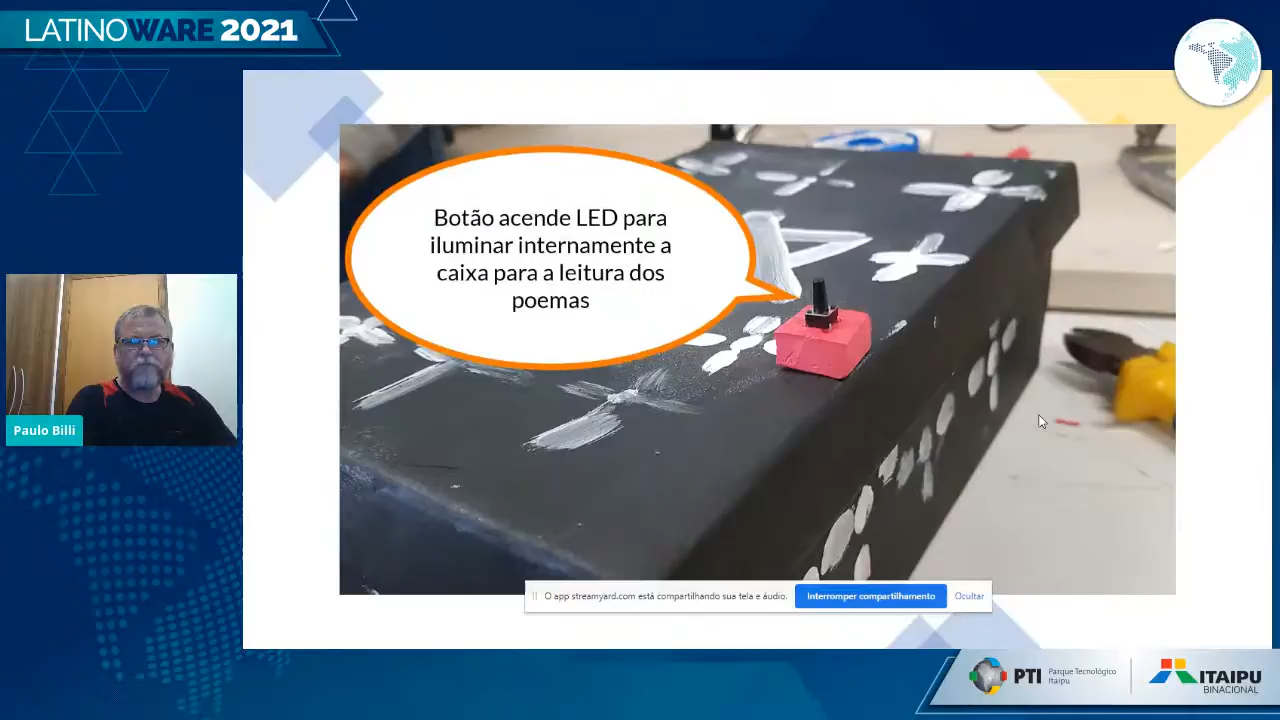 LATINOWARE 2021
Botão acende LED para
iluminar internamente a
caixa para a leitura dos
poemas
Paulo Billi
O app streamyard.com está compartilhando sua tela e áudio.
Interromper compartilhamento
Ocultar
PTI
Parque Tecnológico
Itaipu
ITAIPU
BINACIONAL